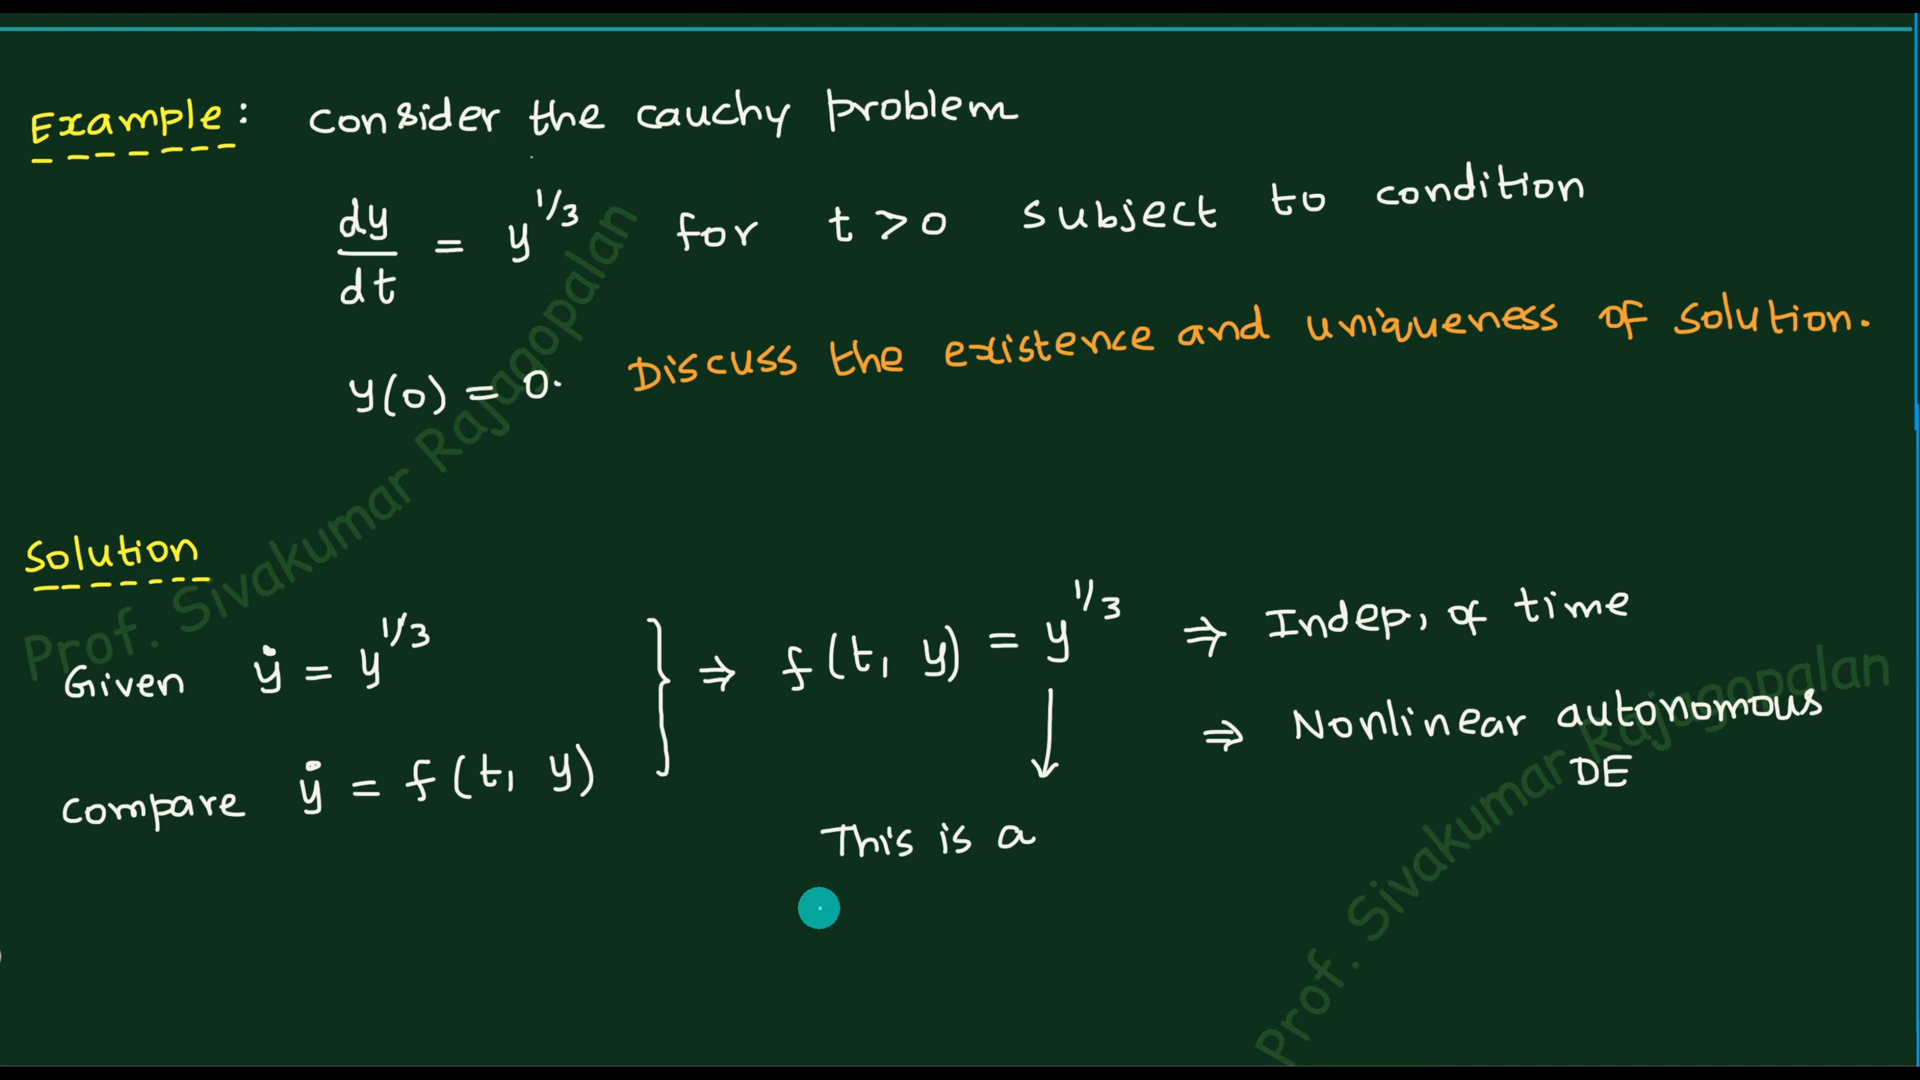 Example: Consider the cauchy problem
dy/dt = y^1/3 for t > 0 subject to condition
y(0) = 0. Discuss the existence and uniqueness of solution.
Solution
Given ẏ = y^1/3
compare ẏ = f(t, y)
} ⇒ f(t, y) = y^1/3 ⇒ Indep, of time
⇒ Nonlinear autonomous
DE
This is a
Prof. Sivakumar Rajagopalan
Prof. Sivakumar Rajagopalan